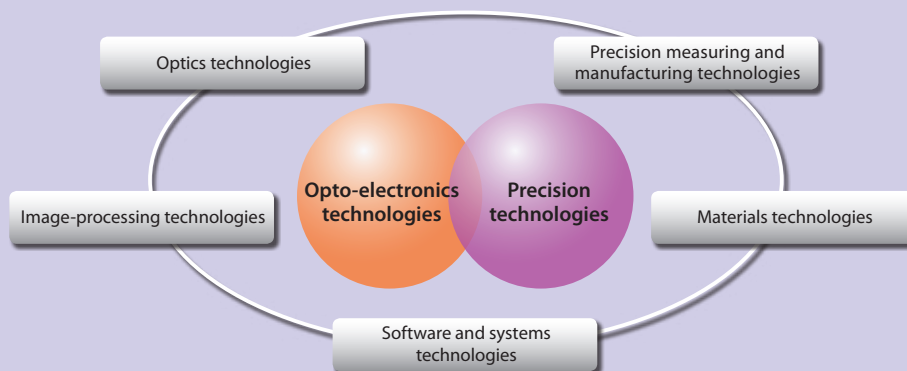 Optics technologies
Precision measuring and
manufacturing technologies
Opto-electronics
technologies
Precision
technologies
Image-processing technologies
Materials technologies
Software and systems
technologies